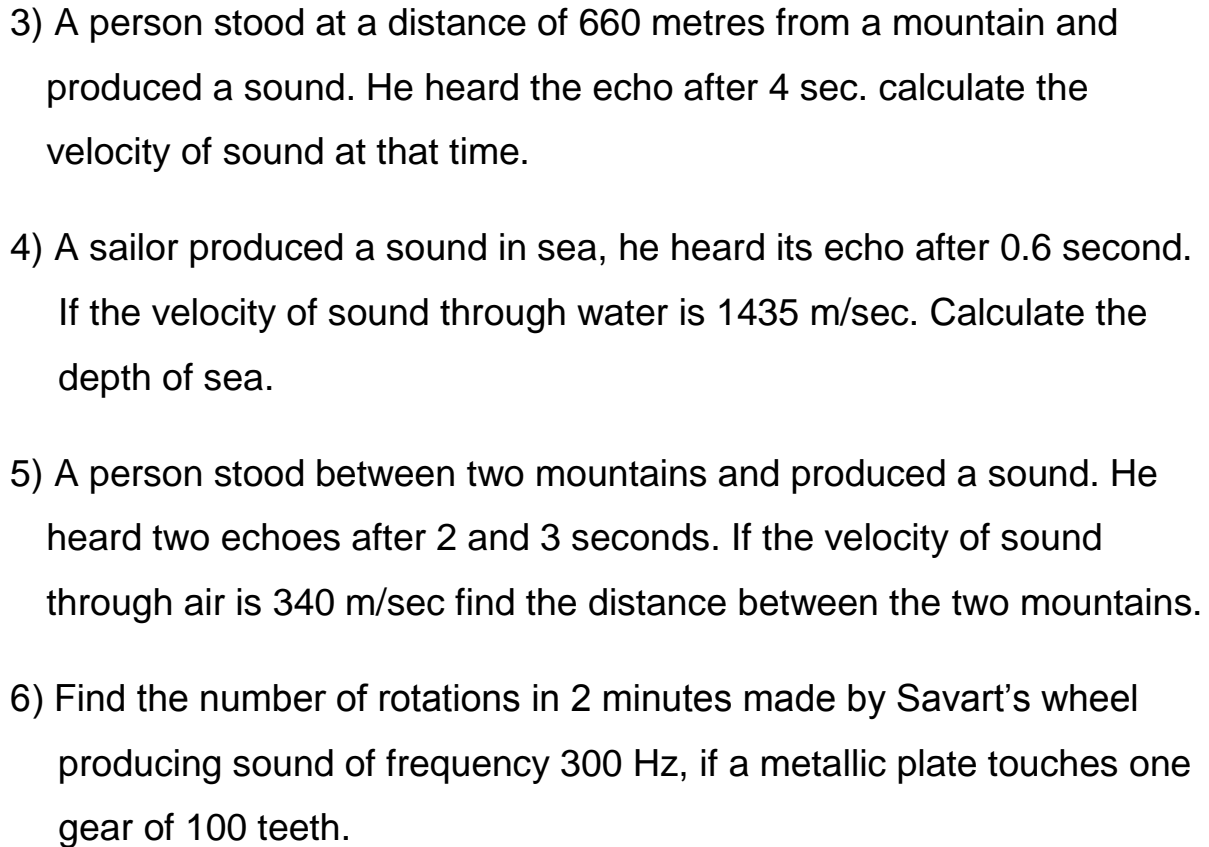 3) A person stood at a distance of 660 metres from a mountain and
produced a sound. He heard the echo after 4 sec. calculate the
velocity of sound at that time.
4) A sailor produced a sound in sea, he heard its echo after 0.6 second.
If the velocity of sound through water is 1435 m/sec. Calculate the
depth of sea.
5) A person stood between two mountains and produced a sound. He
heard two echoes after 2 and 3 seconds. If the velocity of sound
through air is 340 m/sec find the distance between the two mountains.
6) Find the number of rotations in 2 minutes made by Savart’s wheel
producing sound of frequency 300 Hz, if a metallic plate touches one
gear of 100 teeth.